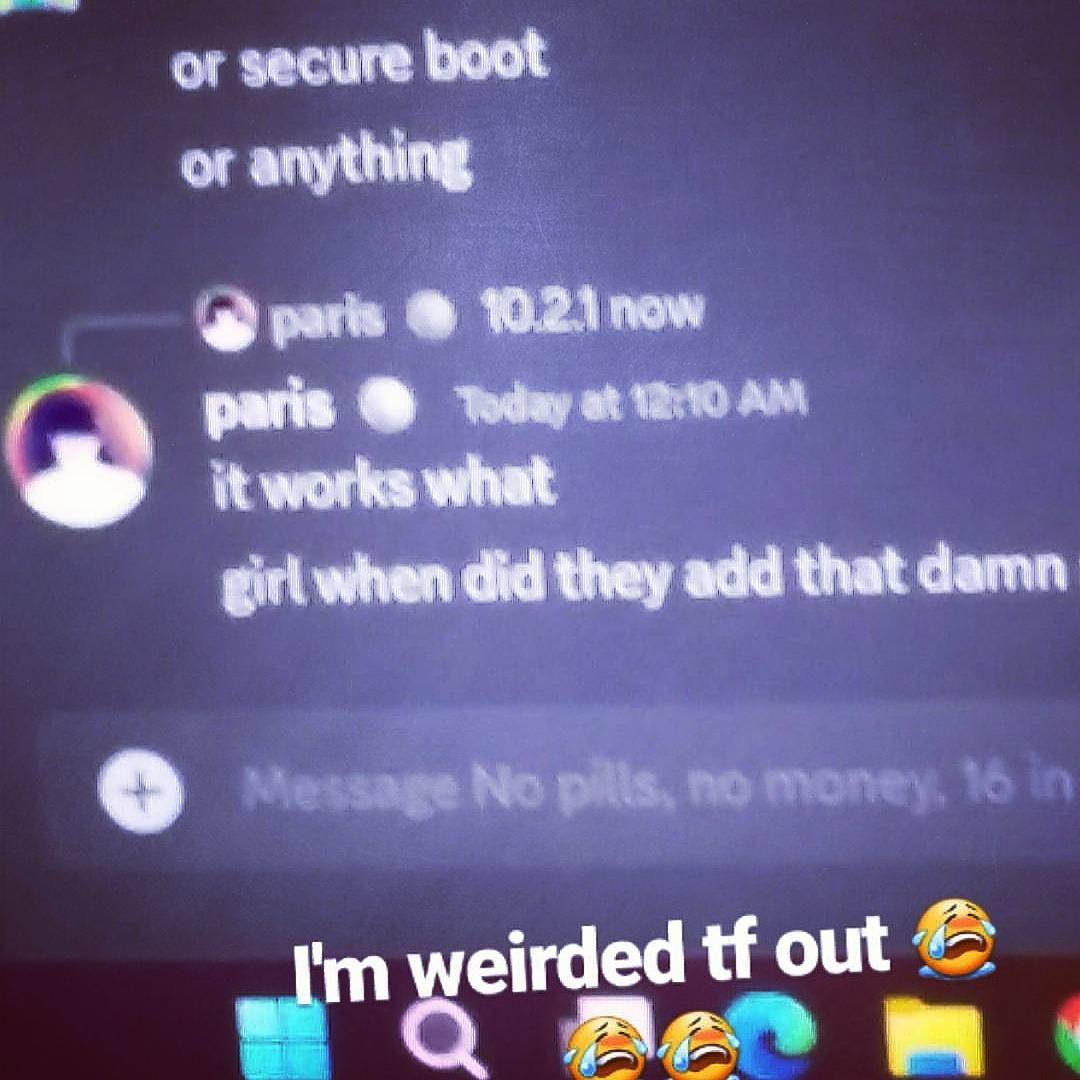 or secure boot
or anything
paris 10.2.1 now
paris Today at 12:10 AM
it works what
girl when did they add that damn
Message No pills, no money, 16 in
I'm weirded tf out 😭
😭😭